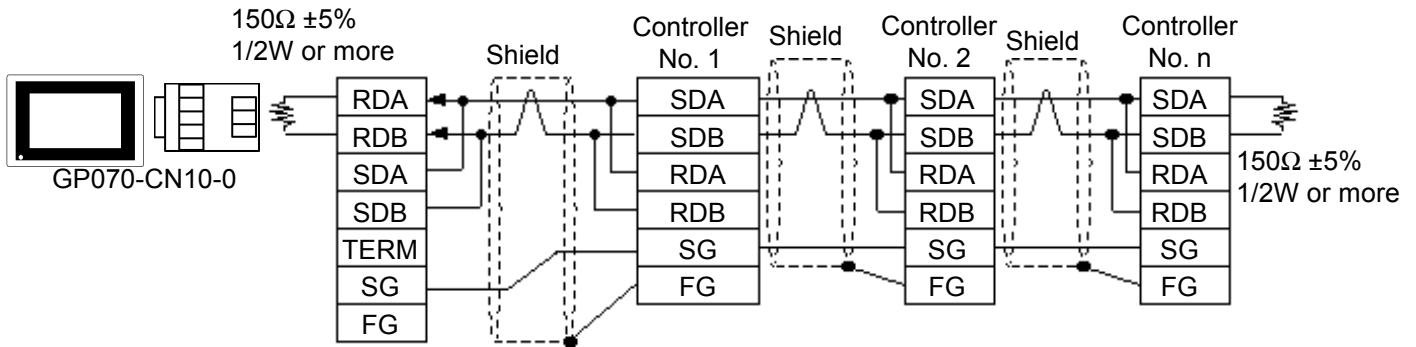 150Ω ±5%
1/2W or more
GP070-CN10-0
RDA
RDB
SDA
SDB
TERM
SG
FG
Shield
Controller
No. 1
SDA
SDB
RDA
RDB
SG
FG
Shield
Controller
No. 2
SDA
SDB
RDA
RDB
SG
FG
Shield
Controller
No. n
SDA
SDB
RDA
RDB
SG
FG
150Ω ±5%
1/2W or more